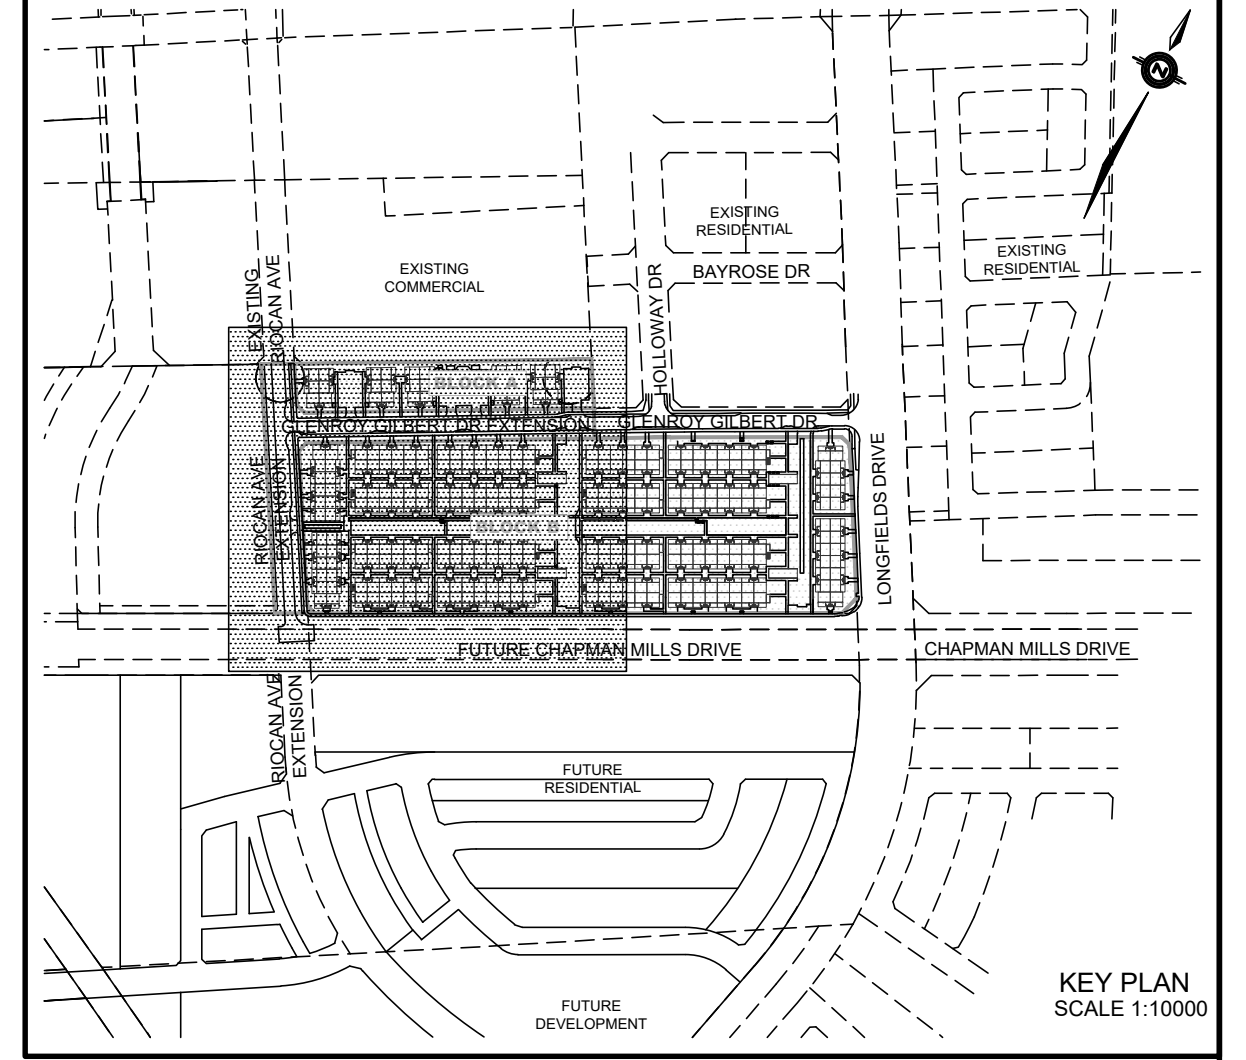 N
EXISTING
RESIDENTIAL
EXISTING
RESIDENTIAL
EXISTING
COMMERCIAL
BAYROSE DR
HOLLOWAY DR
EXISTING
RIOCAN AVE
BLOCK A
GLENROY GILBERT DR EXTENSION
GLENROY GILBERT DR
RIOCAN AVE
EXTENSION
BLOCK B
LONGFIELDS DRIVE
FUTURE CHAPMAN MILLS DRIVE
CHAPMAN MILLS DRIVE
RIOCAN AVE
EXTENSION
FUTURE
RESIDENTIAL
FUTURE
DEVELOPMENT
KEY PLAN
SCALE 1:10000